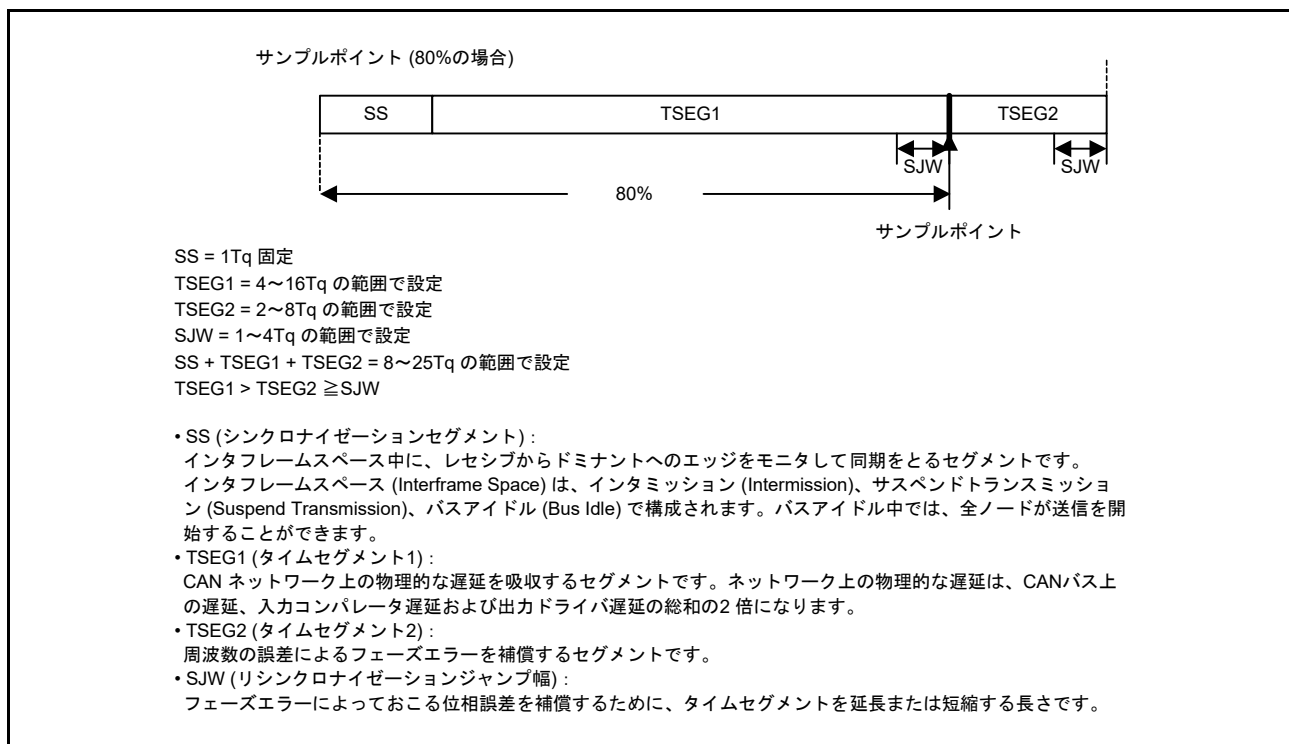 サンプルポイント (80%の場合)
SS
TSEG1
TSEG2
SJW
SJW
80%
サンプルポイント
SS = 1Tq 固定
TSEG1 = 4～16Tq の範囲で設定
TSEG2 = 2～8Tq の範囲で設定
SJW = 1～4Tq の範囲で設定
SS + TSEG1 + TSEG2 = 8～25Tq の範囲で設定
TSEG1 > TSEG2 ≧SJW
• SS (シンクロナイゼーションセグメント) :
インタフレームスペース中に、レセシブからドミナントへのエッジをモニタして同期をとるセグメントです。
インタフレームスペース (Interframe Space) は、インタミッション (Intermission)、サスペンドトランスミッショ
ン (Suspend Transmission)、バスアイドル (Bus Idle) で構成されます。バスアイドル中では、全ノードが送信を開
始することができます。
• TSEG1 (タイムセグメント1) :
CAN ネットワーク上の物理的な遅延を吸収するセグメントです。ネットワーク上の物理的な遅延は、CANバス上
の遅延、入力コンパレータ遅延および出力ドライバ遅延の総和の2 倍になります。
• TSEG2 (タイムセグメント2) :
周波数の誤差によるフェーズエラーを補償するセグメントです。
• SJW (リシンクロナイゼーションジャンプ幅) :
フェーズエラーによっておこる位相誤差を補償するために、タイムセグメントを延長または短縮する長さです。